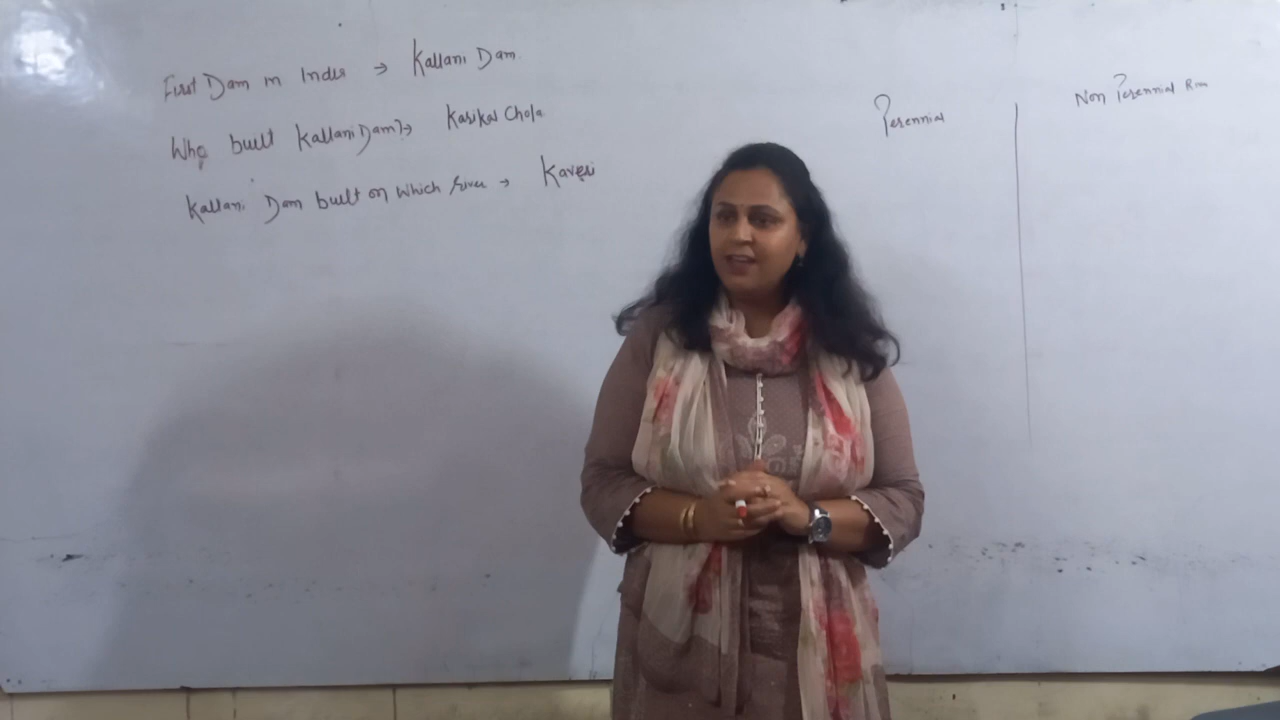 First Dam in India → Kallani Dam
Who built Kallani Dam? → Karikal Chola
Kallani Dam built on which river → Kaveri
Perennial
Non Perennial